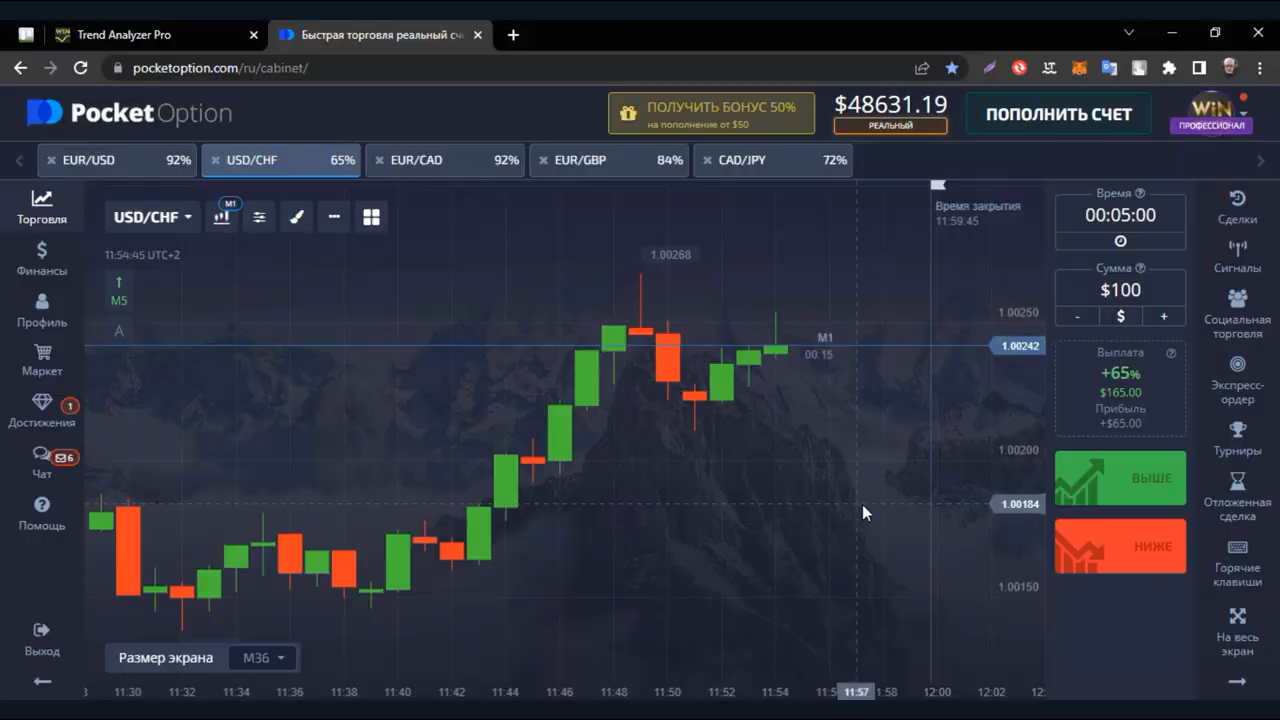 Trend Analyzer Pro
Быстрая торговля реальный сч
pocketoption.com/ru/cabinet/
PocketOption
ПОЛУЧИТЬ БОНУС 50%
на пополнение от $50
$48631.19
РЕАЛЬНЫЙ
ПОПОЛНИТЬ СЧЕТ
WiN
ПРОФЕССИОНАЛ
EUR/USD 92%
USD/CHF 65%
EUR/CAD 92%
EUR/GBP 84%
CAD/JPY 72%
Торговля
Финансы
Профиль
Маркет
Достижения
1
Чат
6
Помощь
Выход
USD/CHF
M1
11:54:45 UTC+2
M5
A
1.00268
Время закрытия
11:59.45
M1
00:15
1.00250
1.00242
1.00200
1.00184
1.00150
Размер экрана
M36
11:30 11:32 11:34 11:36 11:38 11:40 11:42 11:44 11:46 11:48 11:50 11:52 11:54 11:57 12:00 12:02
Время
00:05:00
Сумма
$100
- $ +
Выплата
+65%
$165.00
Прибыль
+$65.00
ВЫШЕ
НИЖЕ
Сделки
Сигналы
Социальная
торговля
Экспресс-
ордер
Турниры
Отложенная
сделка
Горячие
клавиши
На весь
экран